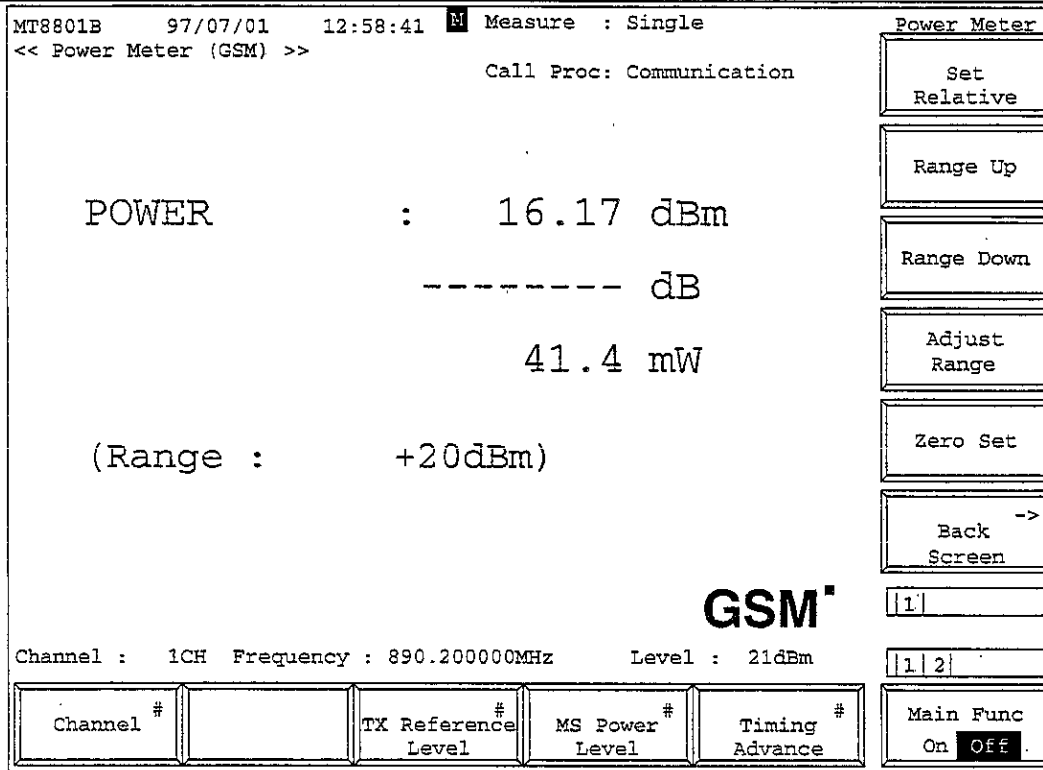 MT8801B 97/07/01 12:58:41 M Measure : Single
<< Power Meter (GSM) >>
Call Proc: Communication
POWER : 16.17 dBm
-------- dB
41.4 mW
(Range : +20dBm)
GSM
Channel : 1CH Frequency : 890.200000MHz Level : 21dBm
Channel #
TX Reference #
Level
MS Power #
Level
Timing #
Advance
Power Meter
Set
Relative
Range Up
Range Down
Adjust
Range
Zero Set
->
Back
Screen
|1|
|1|2|
Main Func
On Off